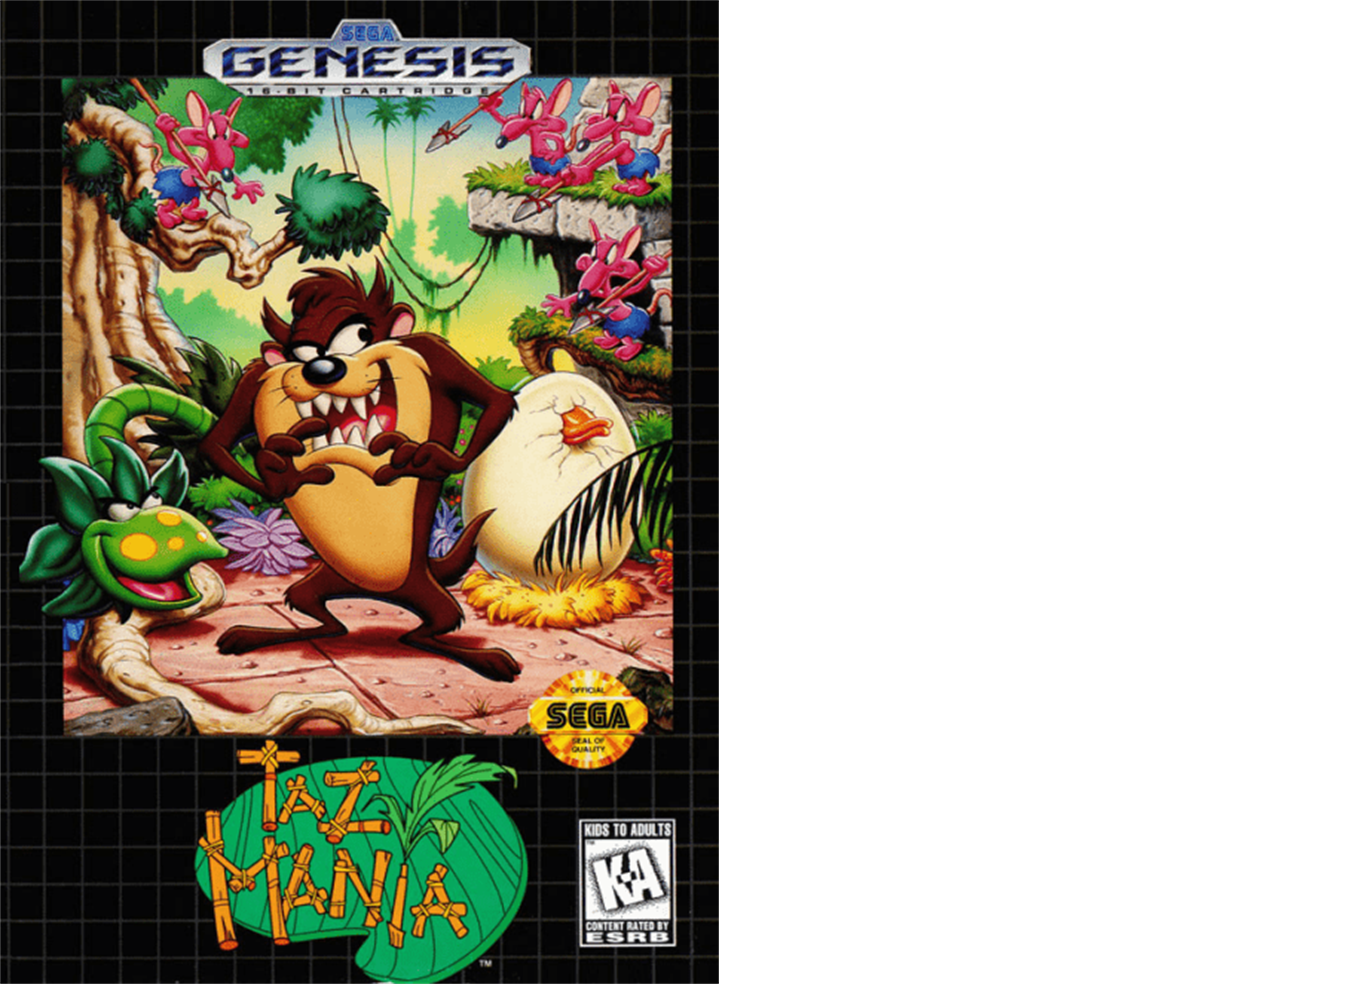 SEGA
GENESIS
16-BIT CARTRIDGE
OFFICIAL
SEGA
SEAL OF
QUALITY
TAZ
MANIA
TM
KIDS TO ADULTS
K-A
CONTENT RATED BY
ESRB